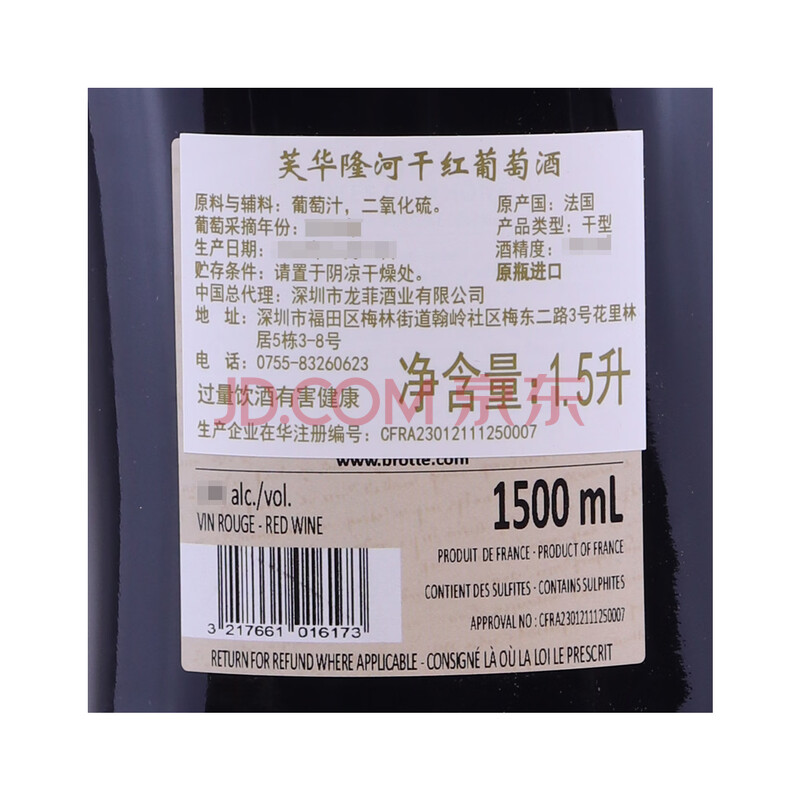 芙华隆河干红葡萄酒
原料与辅料：葡萄汁，二氧化硫。 原产国：法国
葡萄采摘年份： 产品类型：干型
生产日期： 酒精度：
贮存条件：请置于阴凉干燥处。 原瓶进口
中国总代理：深圳市龙菲酒业有限公司
地 址：深圳市福田区梅林街道翰岭社区梅东二路3号花里林
居5栋3-8号
电 话：0755-83260623
净含量：1.5升
过量饮酒有害健康
JD.COM 京东
生产企业在华注册编号：CFRA23012111250007
www.brotte.com
alc./vol.
1500 mL
VIN ROUGE - RED WINE
PRODUIT DE FRANCE · PRODUCT OF FRANCE
CONTIENT DES SULFITES · CONTAINS SULPHITES
APPROVAL NO : CFRA23012111250007
3 217661 016173
RETURN FOR REFUND WHERE APPLICABLE - CONSIGNÉ LÀ OÙ LA LOI LE PRESCRIT